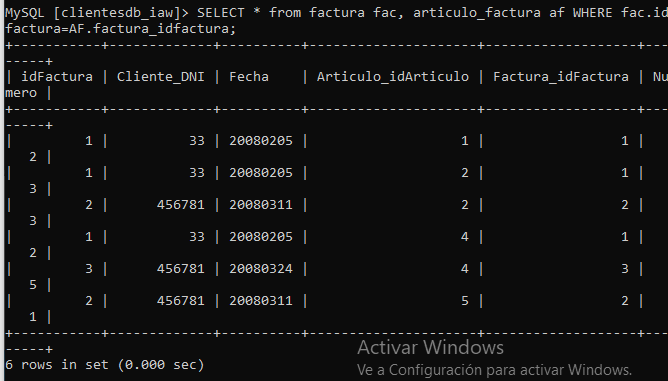 MySQL [clientesdb_iaw]> SELECT * from factura fac, articulo_factura af WHERE fac.id
factura=AF.factura_idfactura;
+-----------+-------------+----------+---------------------+-------------------+---
-----+
| idFactura | Cliente_DNI | Fecha    | Articulo_idArticulo | Factura_idFactura | Nu
mero |
+-----------+-------------+----------+---------------------+-------------------+---
-----+
|         1 |          33 | 20080205 |                   1 |                 1 |
   2 |
|         1 |          33 | 20080205 |                   2 |                 1 |
   3 |
|         2 |      456781 | 20080311 |                   2 |                 2 |
   3 |
|         1 |          33 | 20080205 |                   4 |                 1 |
   2 |
|         3 |      456781 | 20080324 |                   4 |                 3 |
   5 |
|         2 |      456781 | 20080311 |                   5 |                 2 |
   1 |
+-----------+-------------+----------+---------------------+-------------------+---
-----+
6 rows in set (0.000 sec)
Activar Windows
Ve a Configuración para activar Windows.